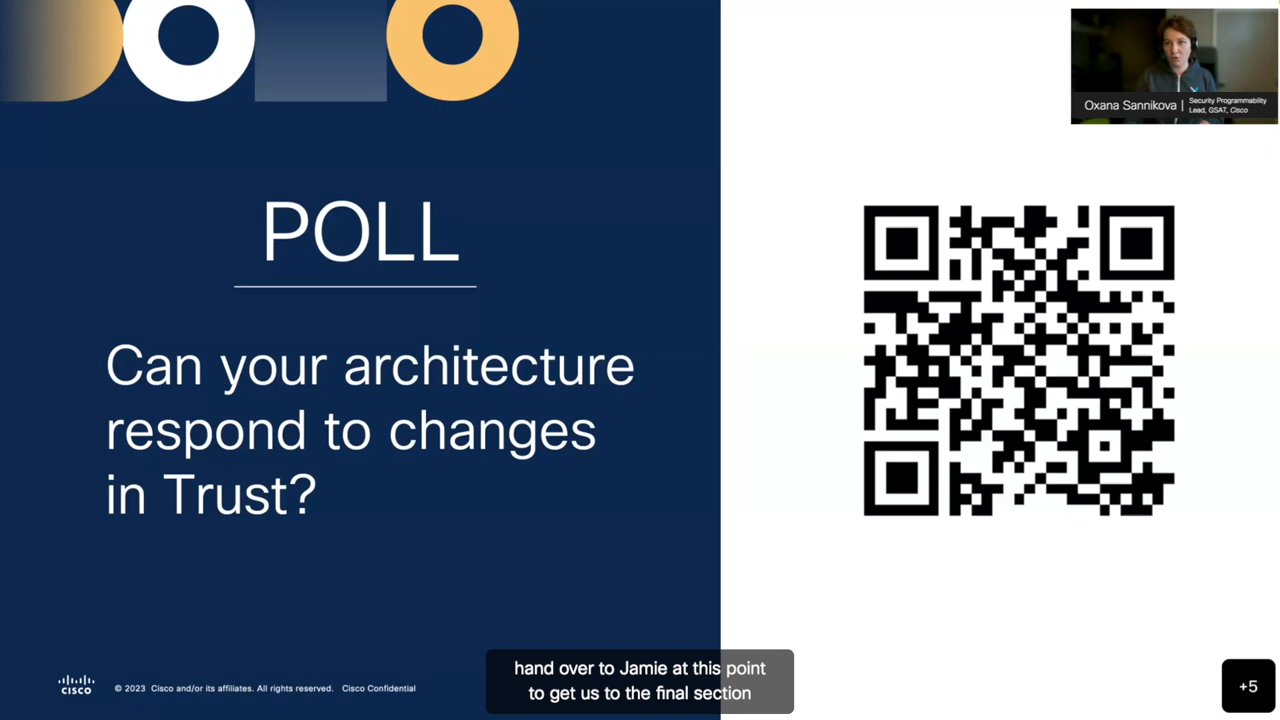 Oxana Sannikova | Security Programmability
Lead, GSAT, Cisco
POLL
Can your architecture
respond to changes
in Trust?
hand over to Jamie at this point
to get us to the final section
CISCO
© 2023 Cisco and/or its affiliates. All rights reserved. Cisco Confidential
+5